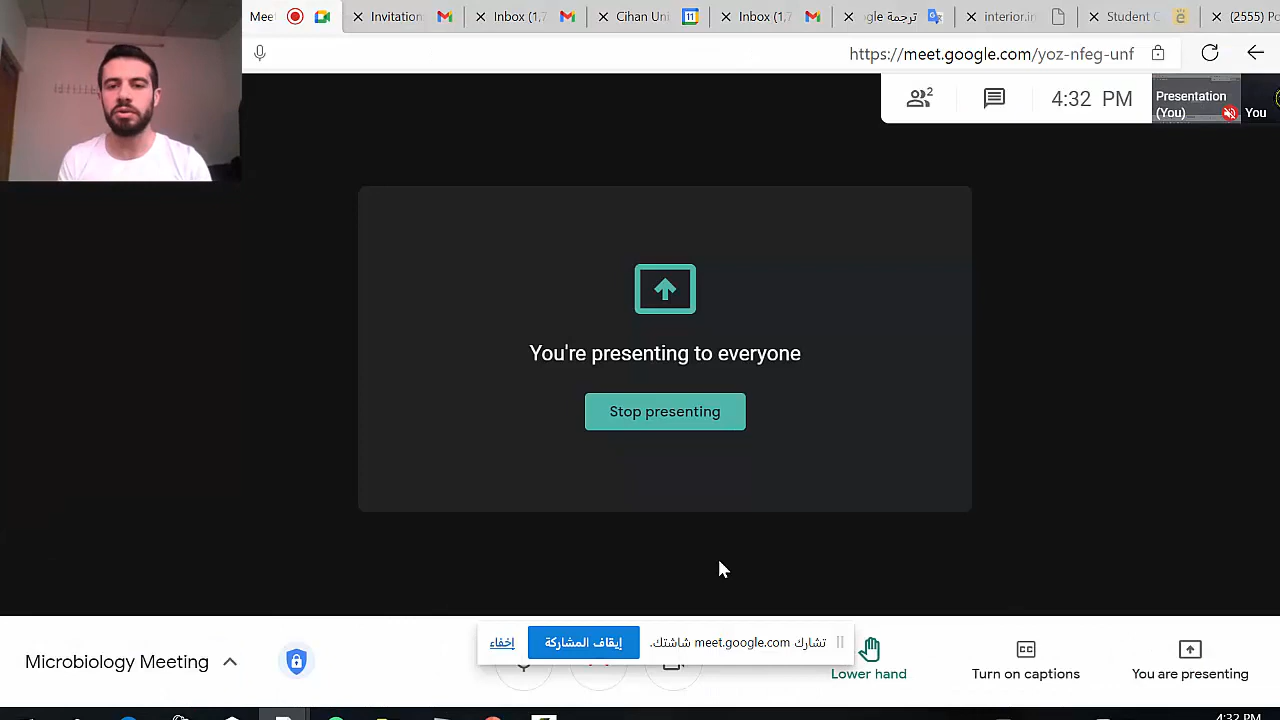 Meet
Invitation
Inbox (1,7
Cihan Uni
Inbox (1,7
ترجمة gle
Student C
(2555) Po
https://meet.google.com/yoz-nfeg-unf
2
4:32 PM
Presentation
(You)
You
You're presenting to everyone
Stop presenting
تشارك meet.google.com شاشتك.
إيقاف المشاركة
إخفاء
Microbiology Meeting
Lower hand
Turn on captions
You are presenting
4:32 PM